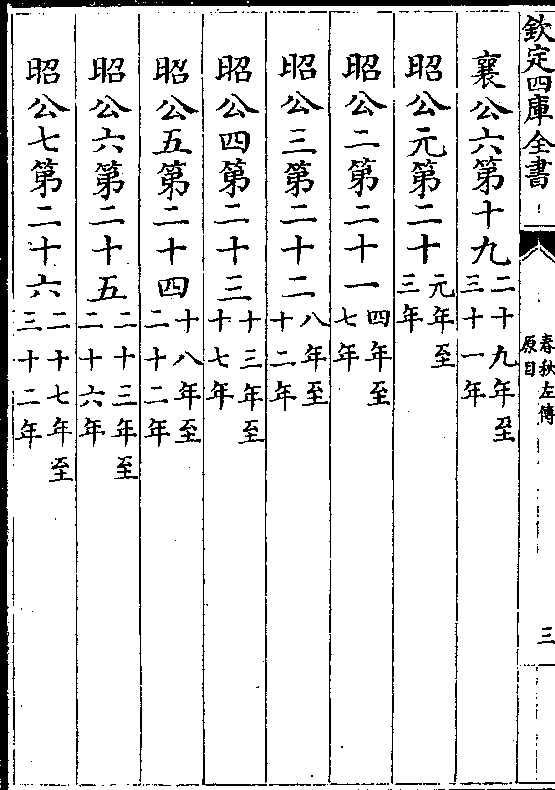 欽定四庫全書
春秋左傳
原目
三
襄公六第十九二十九年至三十一年
昭公元第二十元年至三年
昭公二第二十一四年至七年
昭公三第二十二八年至十二年
昭公四第二十三十三年至十七年
昭公五第二十四十八年至二十二年
昭公六第二十五二十三年至二十六年
昭公七第二十六二十七年至三十二年